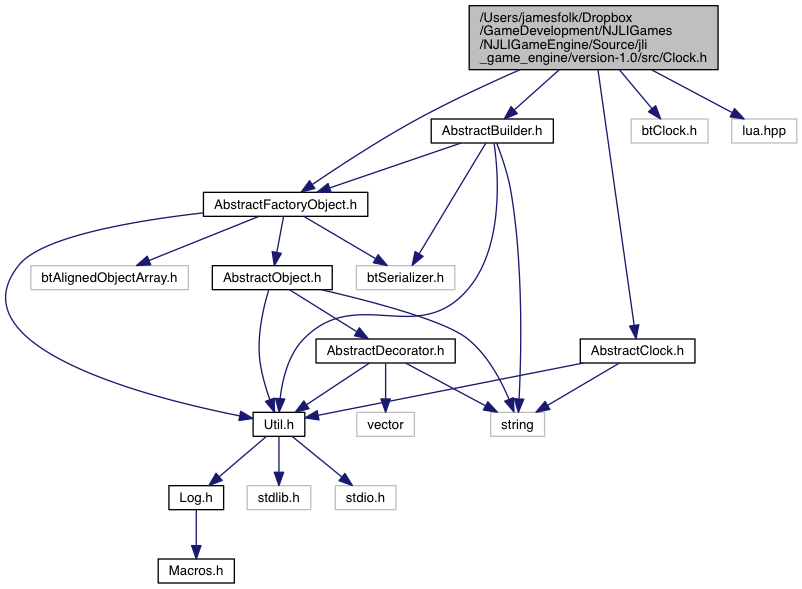 /Users/jamesfolk/Dropbox
/GameDevelopment/NJLIGames
/NJLIGameEngine/Source/jli
_game_engine/version-1.0/src/Clock.h
AbstractBuilder.h
btClock.h
lua.hpp
AbstractFactoryObject.h
btAlignedObjectArray.h
AbstractObject.h
btSerializer.h
AbstractDecorator.h
AbstractClock.h
Util.h
vector
string
Log.h
stdlib.h
stdio.h
Macros.h